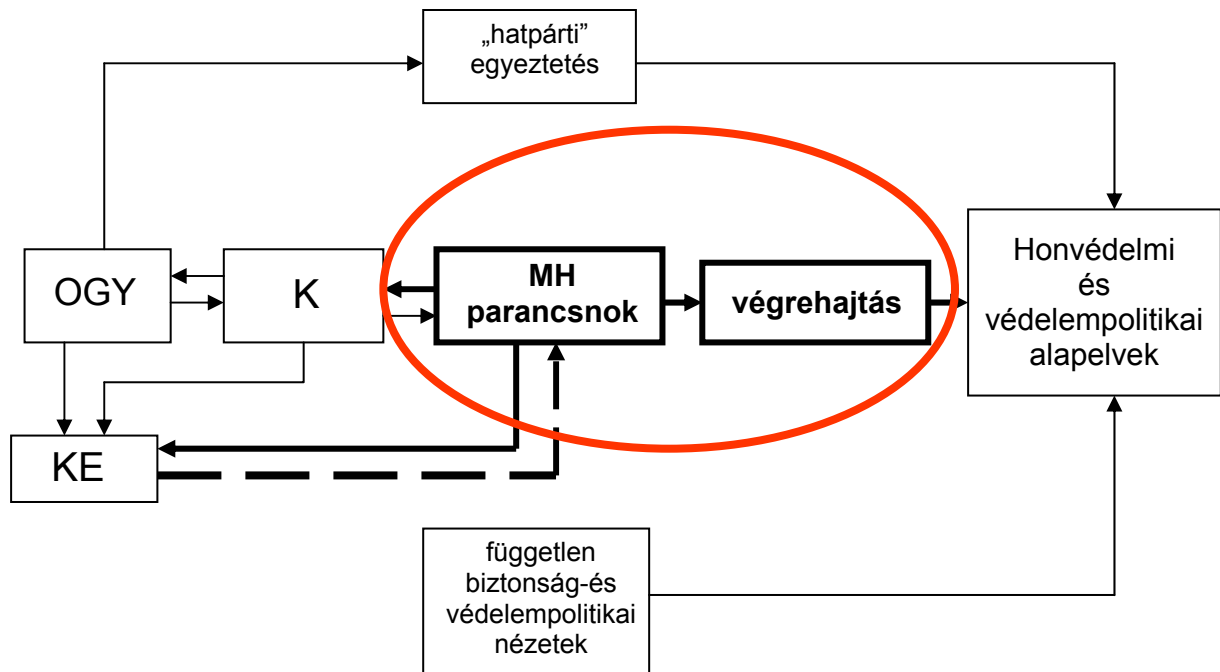 „hatpárti”
egyeztetés
OGY
K
MH
parancsnok
végrehajtás
Honvédelmi
és
védelempolitikai
alapelvek
KE
független
biztonság-és
védelempolitikai
nézetek